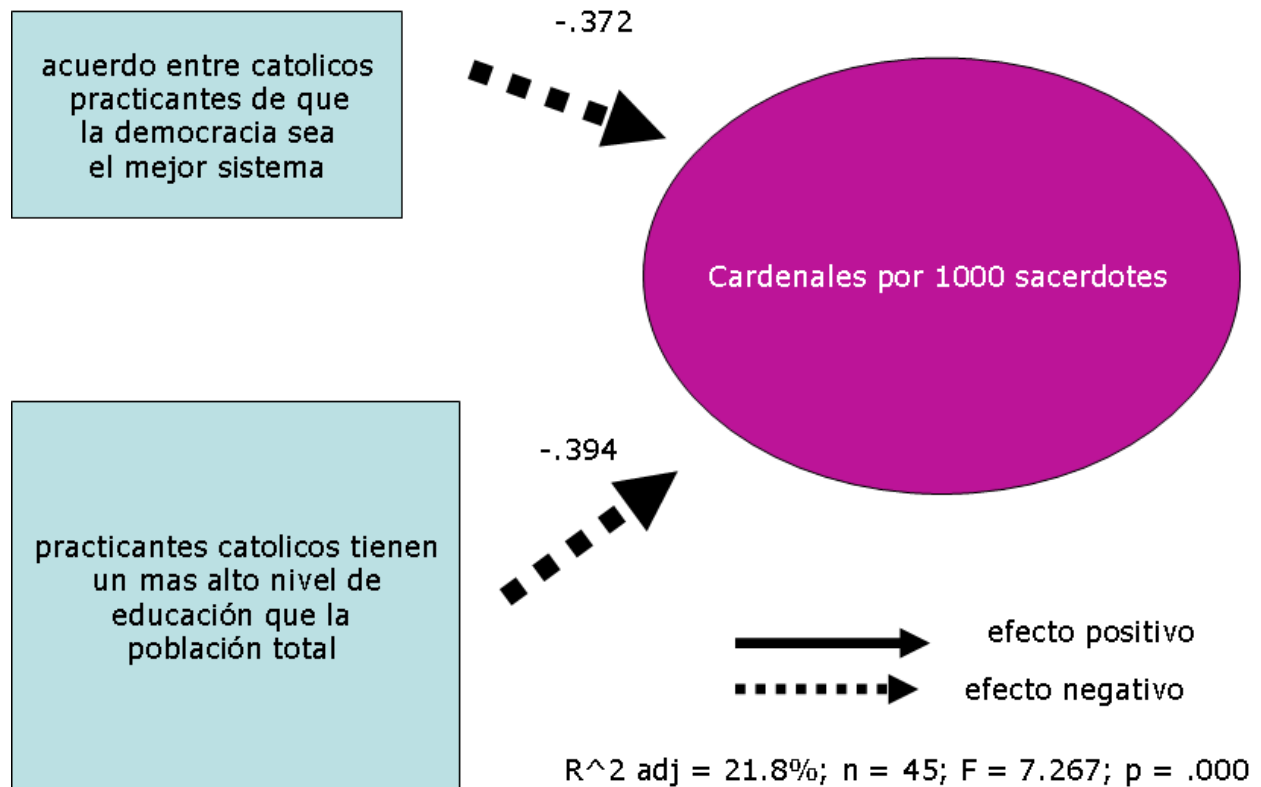 -.372
acuerdo entre catolicos
practicantes de que
la democracia sea
el mejor sistema
Cardenales por 1000 sacerdotes
-.394
practicantes catolicos tienen
un mas alto nivel de
educación que la
población total
efecto positivo
efecto negativo
R^2 adj = 21.8%; n = 45; F = 7.267; p = .000